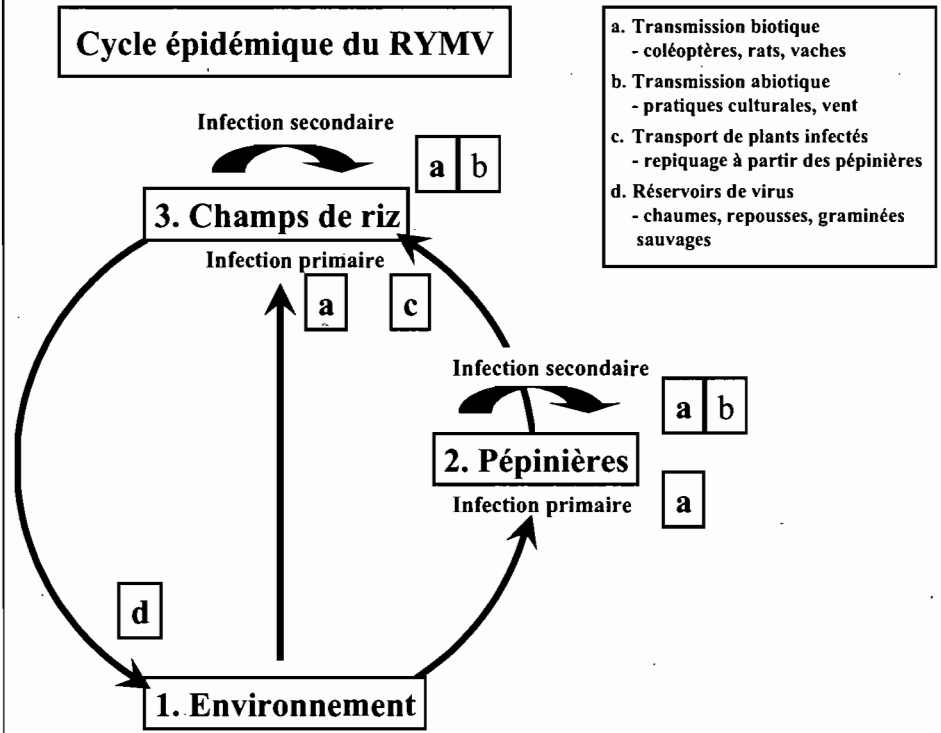 Cycle épidémique du RYMV
a. Transmission biotique
- coléoptères, rats, vaches
b. Transmission abiotique
- pratiques culturales, vent
c. Transport de plants infectés
- repiquage à partir des pépinières
d. Réservoirs de virus
- chaumes, repousses, graminées
sauvages
Infection secondaire
a b
3. Champs de riz
Infection primaire
a
c
Infection secondaire
a b
2. Pépinières
Infection primaire
a
d
1. Environnement